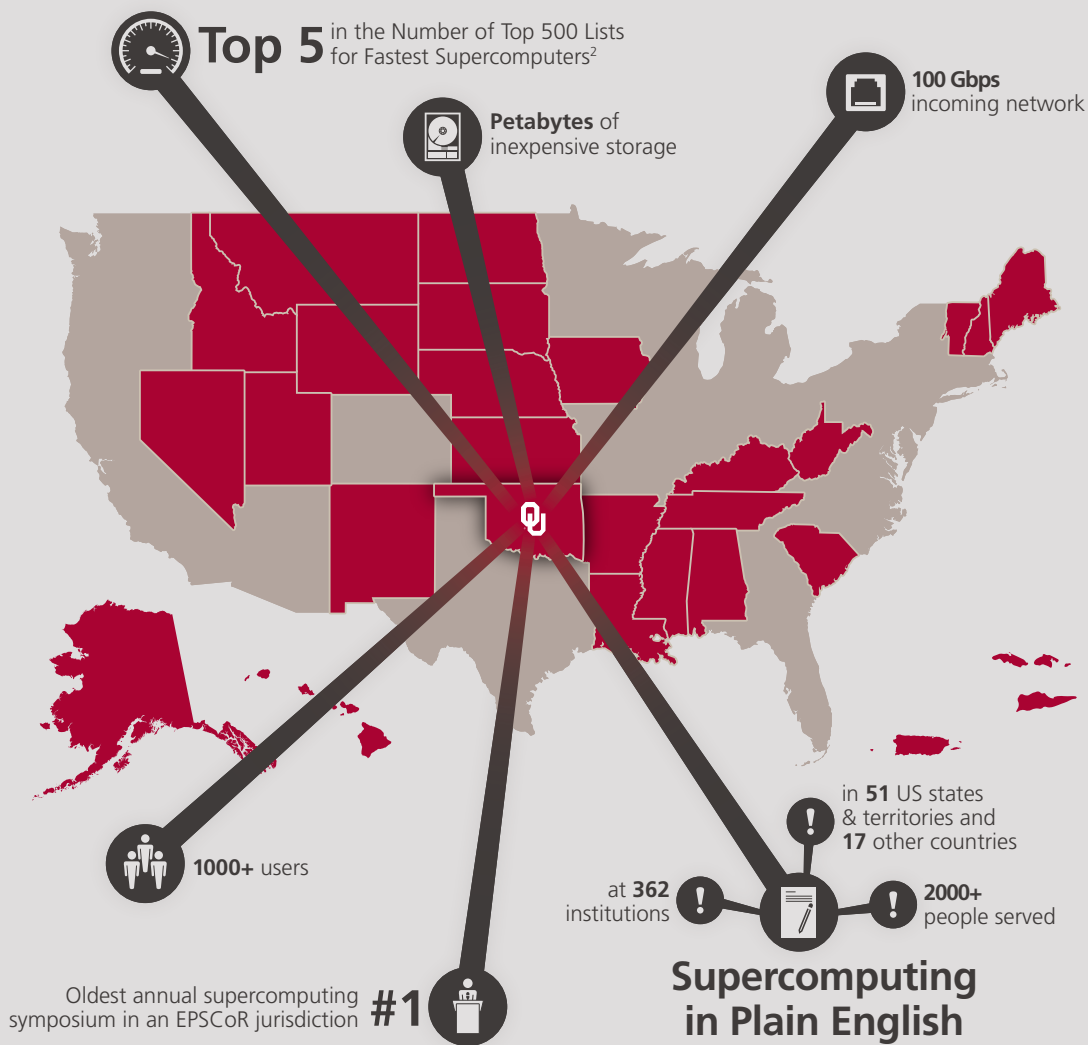 Top 5 in the Number of Top 500 Lists
for Fastest Supercomputers²
100 Gbps
incoming network
Petabytes of
inexpensive storage
OU
1000+ users
in 51 US states
& territories and
17 other countries
at 362
institutions
2000+
people served
Oldest annual supercomputing
symposium in an EPSCoR jurisdiction #1
Supercomputing
in Plain English